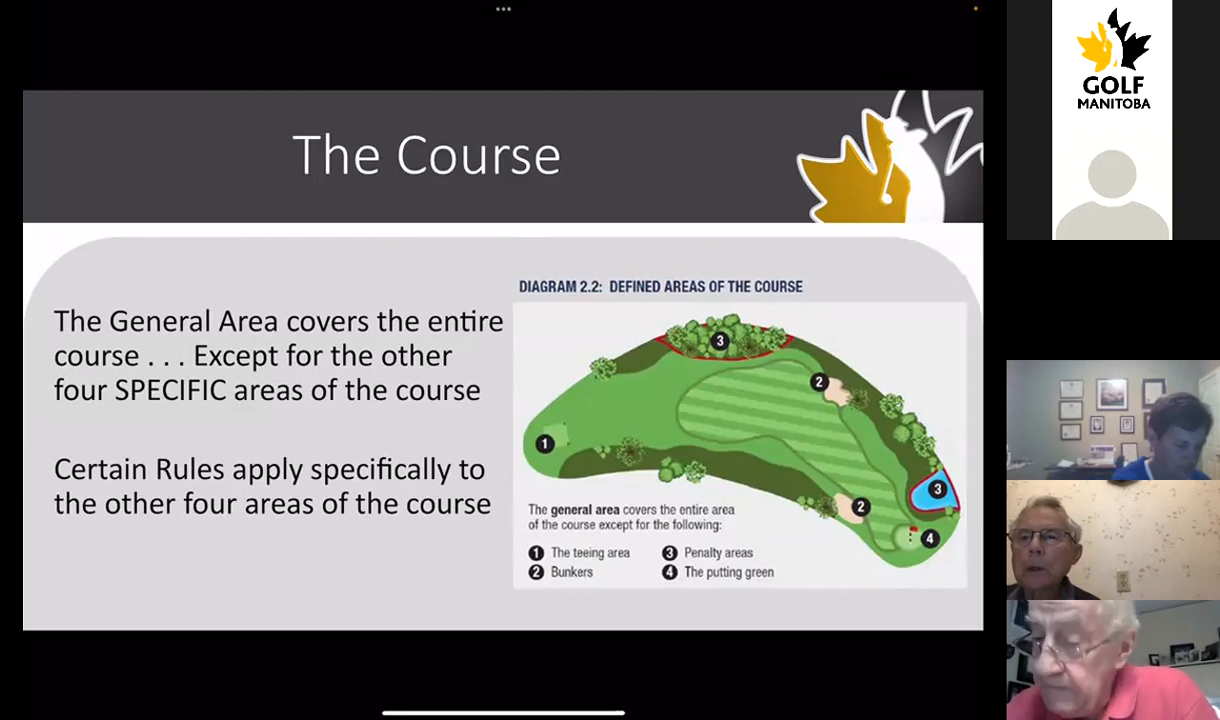 The Course
The General Area covers the entire
course . . . Except for the other
four SPECIFIC areas of the course
Certain Rules apply specifically to
the other four areas of the course
DIAGRAM 2.2: DEFINED AREAS OF THE COURSE
3
2
1
3
2
4
The general area covers the entire area
of the course except for the following:
1 The teeing area
2 Bunkers
3 Penalty areas
4 The putting green
GOLF
MANITOBA